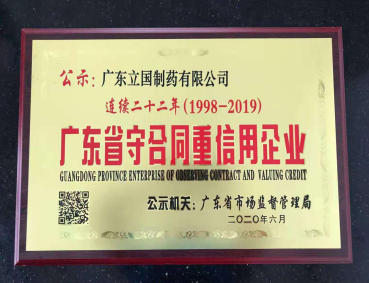 公示：广东立国制药有限公司
连续二十二年(1998-2019)
广东省守合同重信用企业
GUANGDONG PROVINCE ENTERPRISE OF OBSERVING CONTRACT AND VALUING CREDIT
公示机关：广东省市场监督管理局
二〇二〇年六月